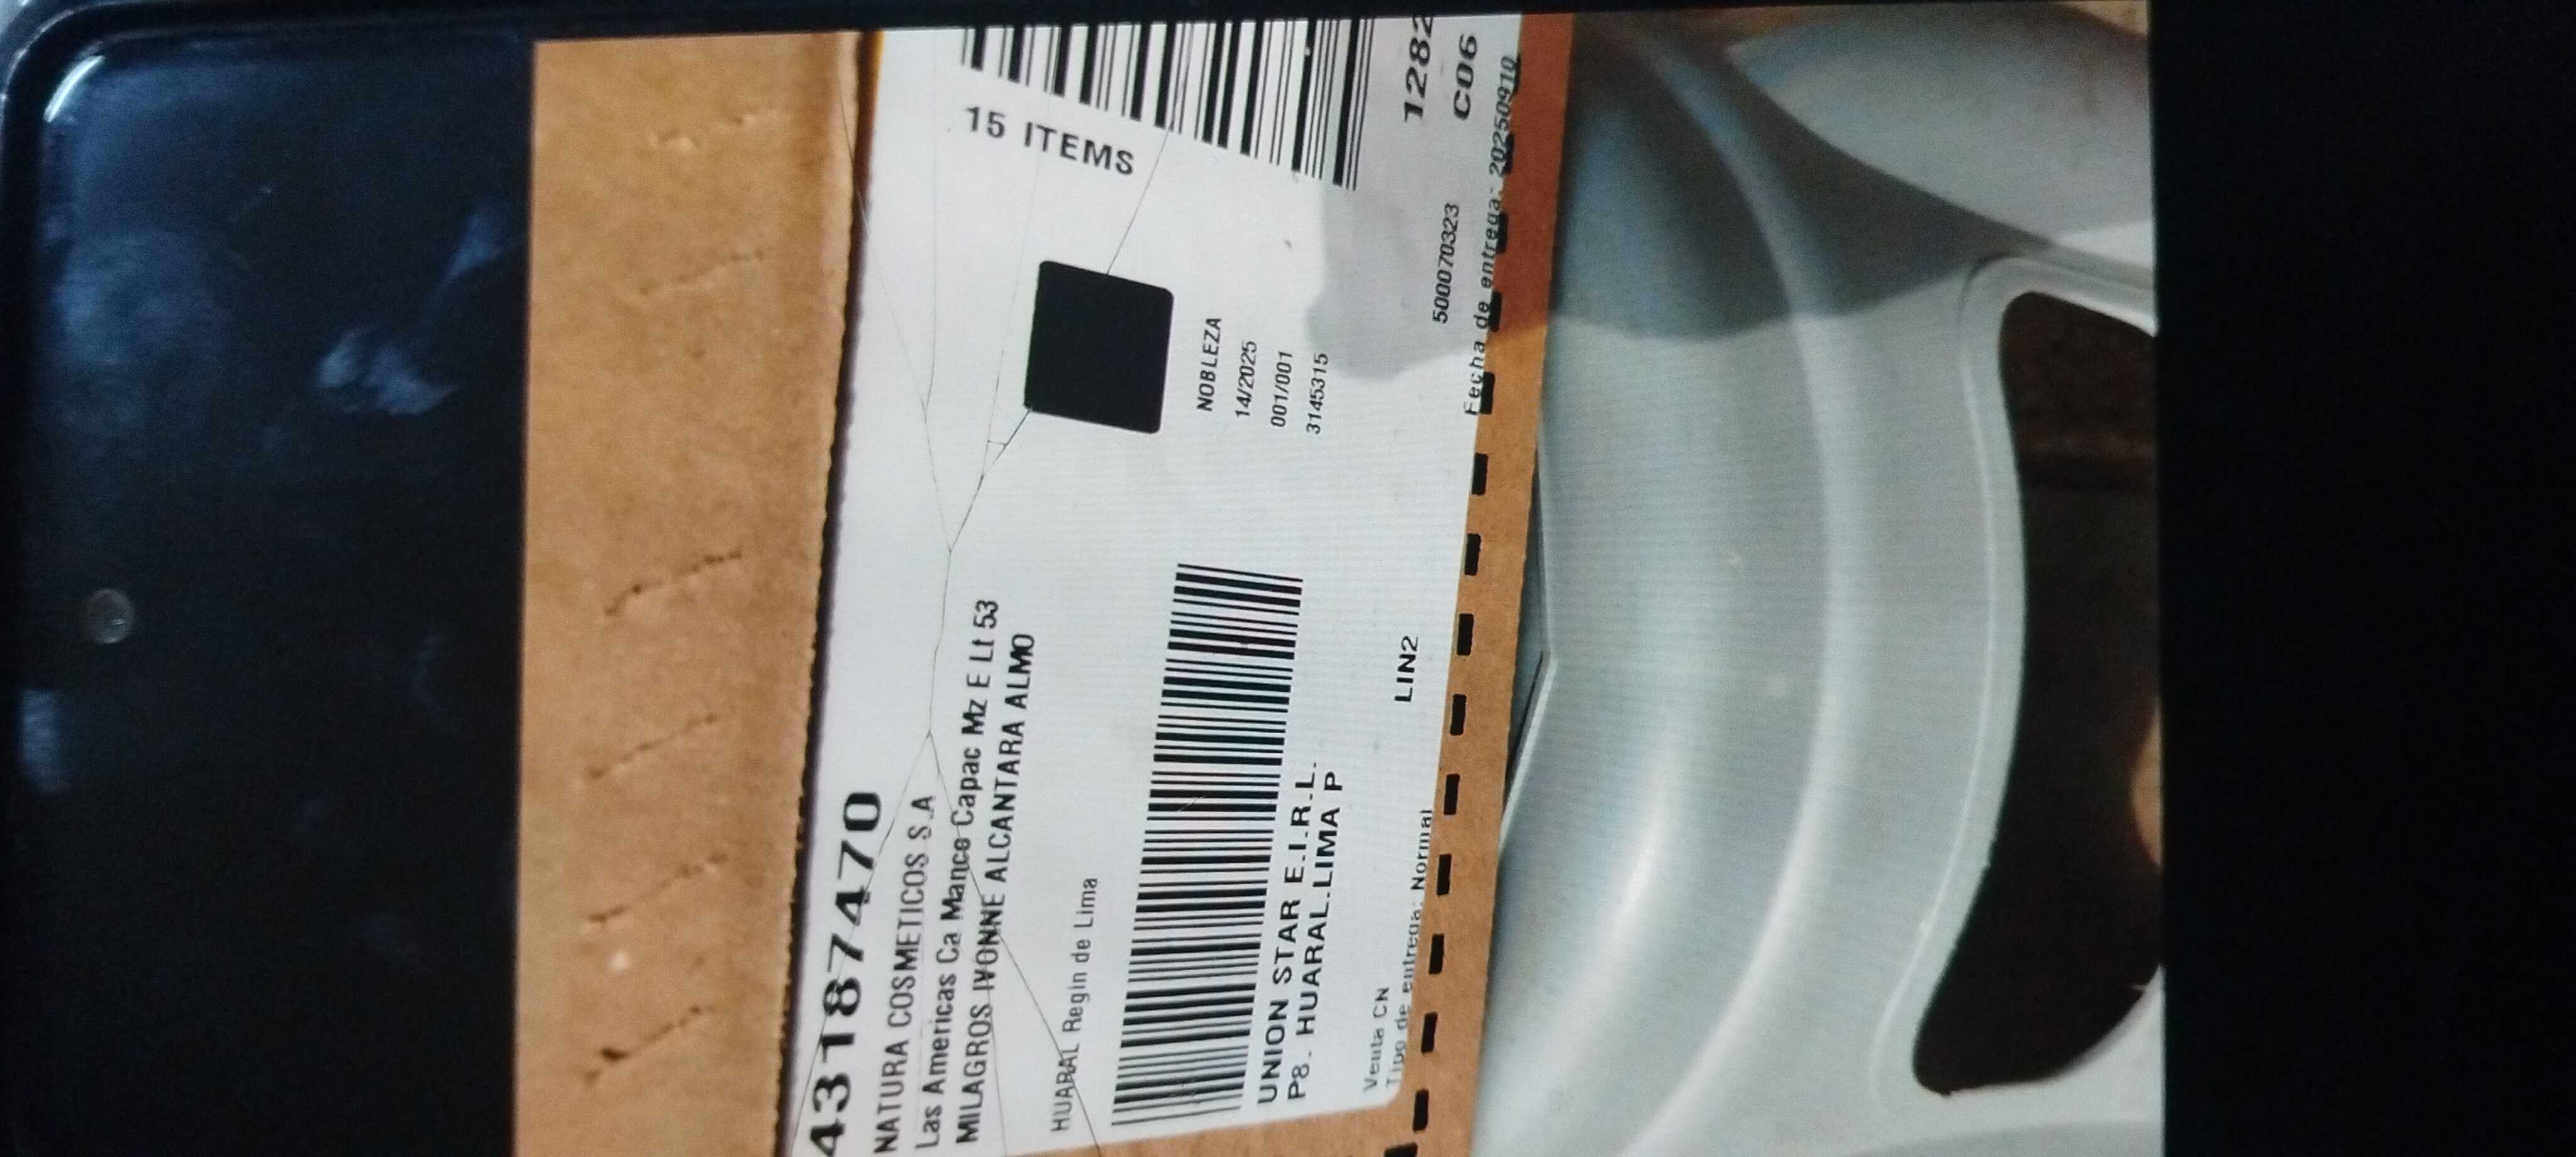 43187470
NATURA COSMETICOS S.A
Las Americas Ca Manco Capac Mz E Lt 53
MILAGROS IVONNE ALCANTARA ALMO
HUARAL Regin de Lima
15 ITEMS
NOBLEZA
14/2025
001/001
3145315
UNION STAR E.I.R.L.
P8. HUARAL.LIMA P
LIN2
Venta CN
Tipo de entrega: Normal
1282
C06
500070323
Fecha de entrega: 202509910